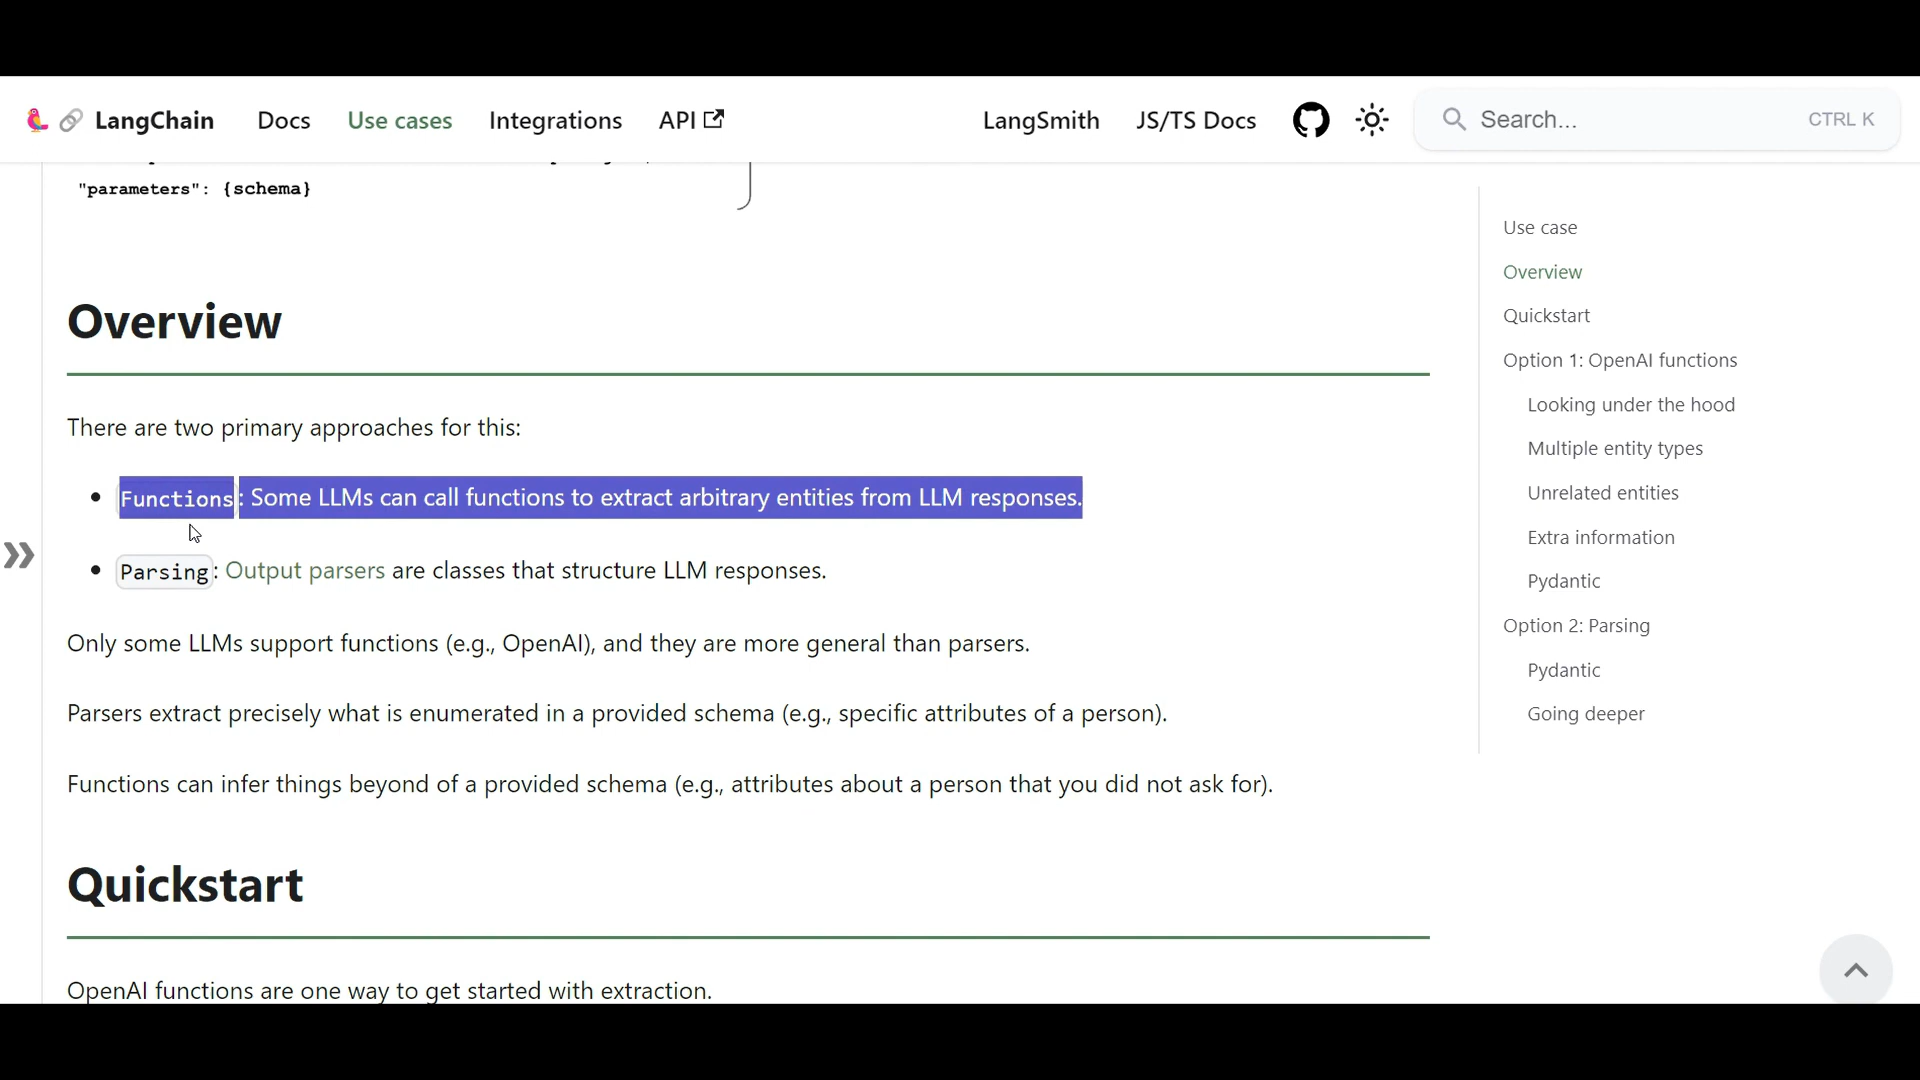 LangChain Docs Use cases Integrations API LangSmith JS/TS Docs Search... CTRL K
"parameters": {schema}
Overview
There are two primary approaches for this:
Functions: Some LLMs can call functions to extract arbitrary entities from LLM responses.
Parsing: Output parsers are classes that structure LLM responses.
Only some LLMs support functions (e.g., OpenAI), and they are more general than parsers.
Parsers extract precisely what is enumerated in a provided schema (e.g., specific attributes of a person).
Functions can infer things beyond of a provided schema (e.g., attributes about a person that you did not ask for).
Quickstart
OpenAI functions are one way to get started with extraction.
Use case
Overview
Quickstart
Option 1: OpenAI functions
Looking under the hood
Multiple entity types
Unrelated entities
Extra information
Pydantic
Option 2: Parsing
Pydantic
Going deeper